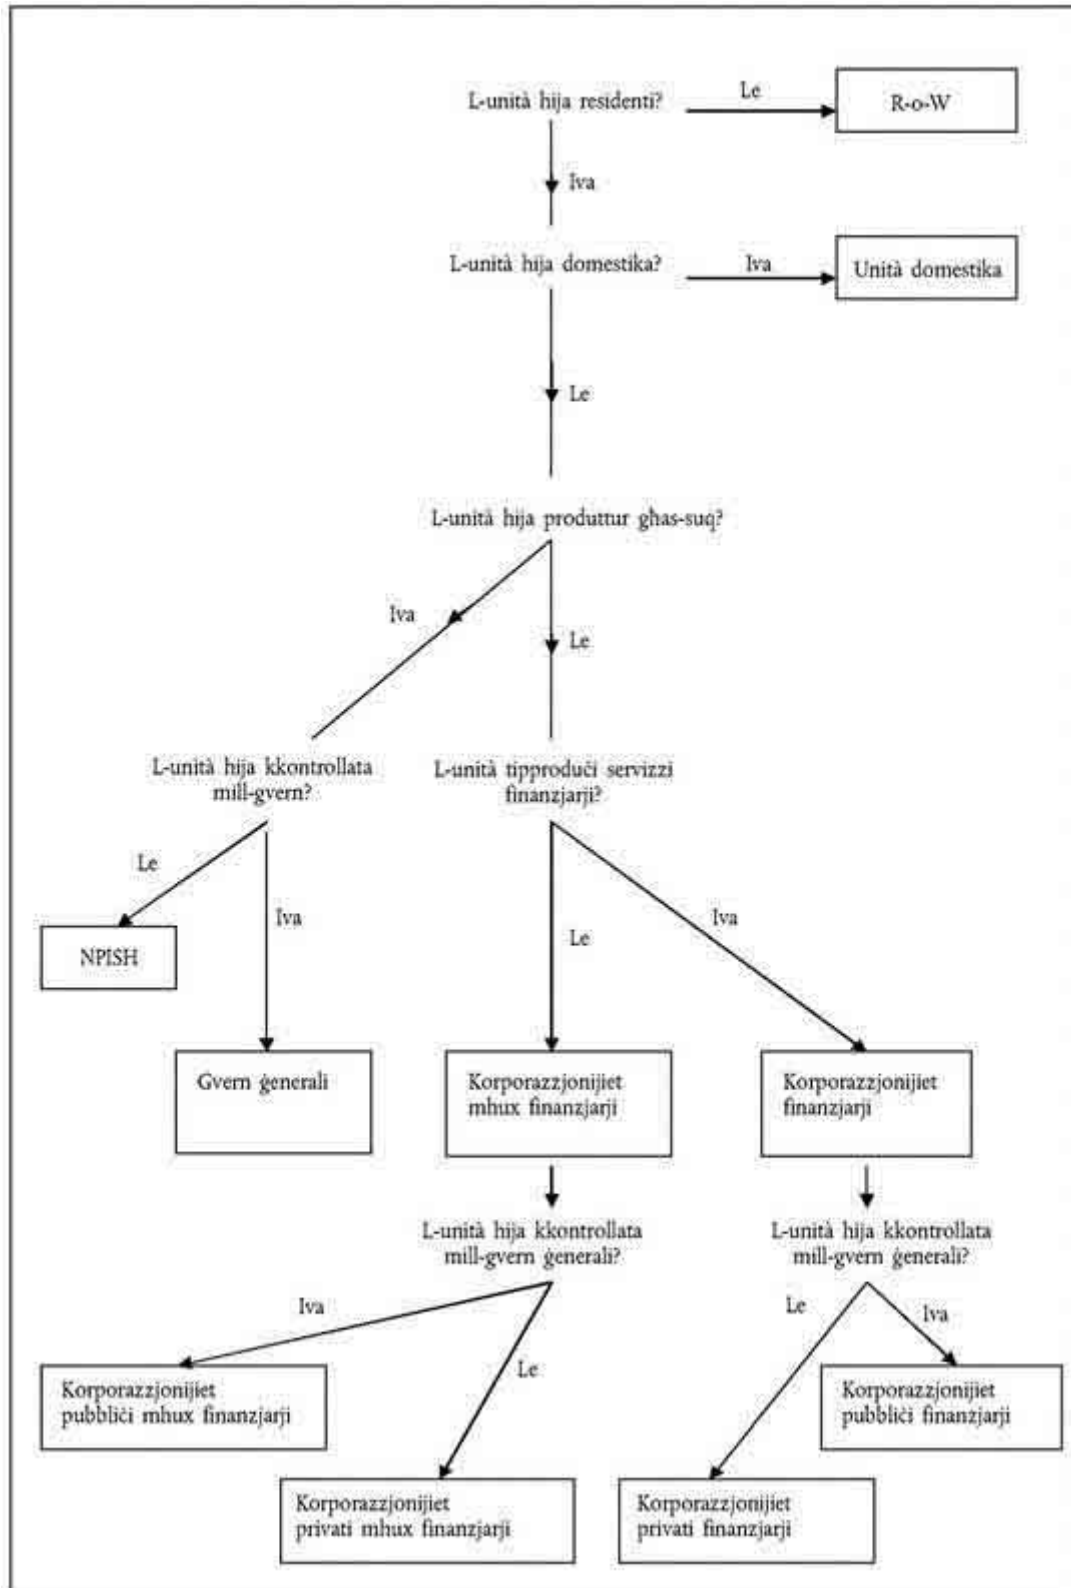 L-unità hija residenti?
Le
R-o-W
Iva
L-unità hija domestika?
Iva
Unità domestika
Le
L-unità hija produttur għas-suq?
Iva
Le
L-unità hija kkontrollata
mill-gvern?
L-unità tipproduċi servizzi
finanzjarji?
Le
Iva
Le
Iva
NPISH
Gvern ġenerali
Korporazzjonijiet
mhux finanzjarji
Korporazzjonijiet
finanzjarji
L-unità hija kkontrollata
mill-gvern ġenerali?
L-unità hija kkontrollata
mill-gvern ġenerali?
Iva
Le
Le
Iva
Korporazzjonijiet
pubbliċi mhux finanzjarji
Korporazzjonijiet
pubbliċi finanzjarji
Korporazzjonijiet
privati mhux finanzjarji
Korporazzjonijiet
privati finanzjarji